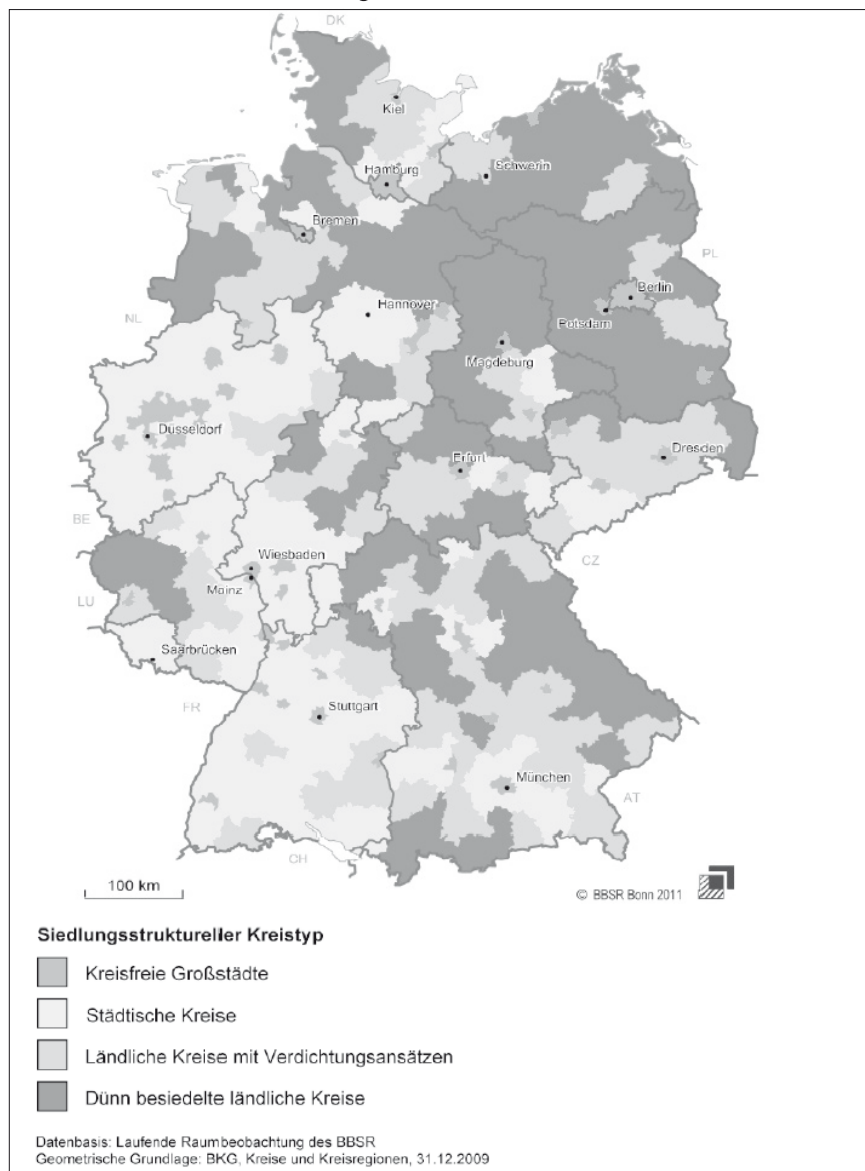 DK
Kiel
Hamburg
Schwerin
Bremen
PL
Berlin
Hannover
Potsdam
NL
Magdeburg
Düsseldorf
Erfurt
Dresden
BE
Wiesbaden
CZ
Mainz
LU
Saarbrücken
FR
Stuttgart
München
AT
CH
100 km
© BBSR Bonn 2011
Siedlungsstruktureller Kreistyp
Kreisfreie Großstädte
Städtische Kreise
Ländliche Kreise mit Verdichtungsansätzen
Dünn besiedelte ländliche Kreise
Datenbasis: Laufende Raumbeobachtung des BBSR
Geometrische Grundlage: BKG, Kreise und Kreisregionen, 31.12.2009